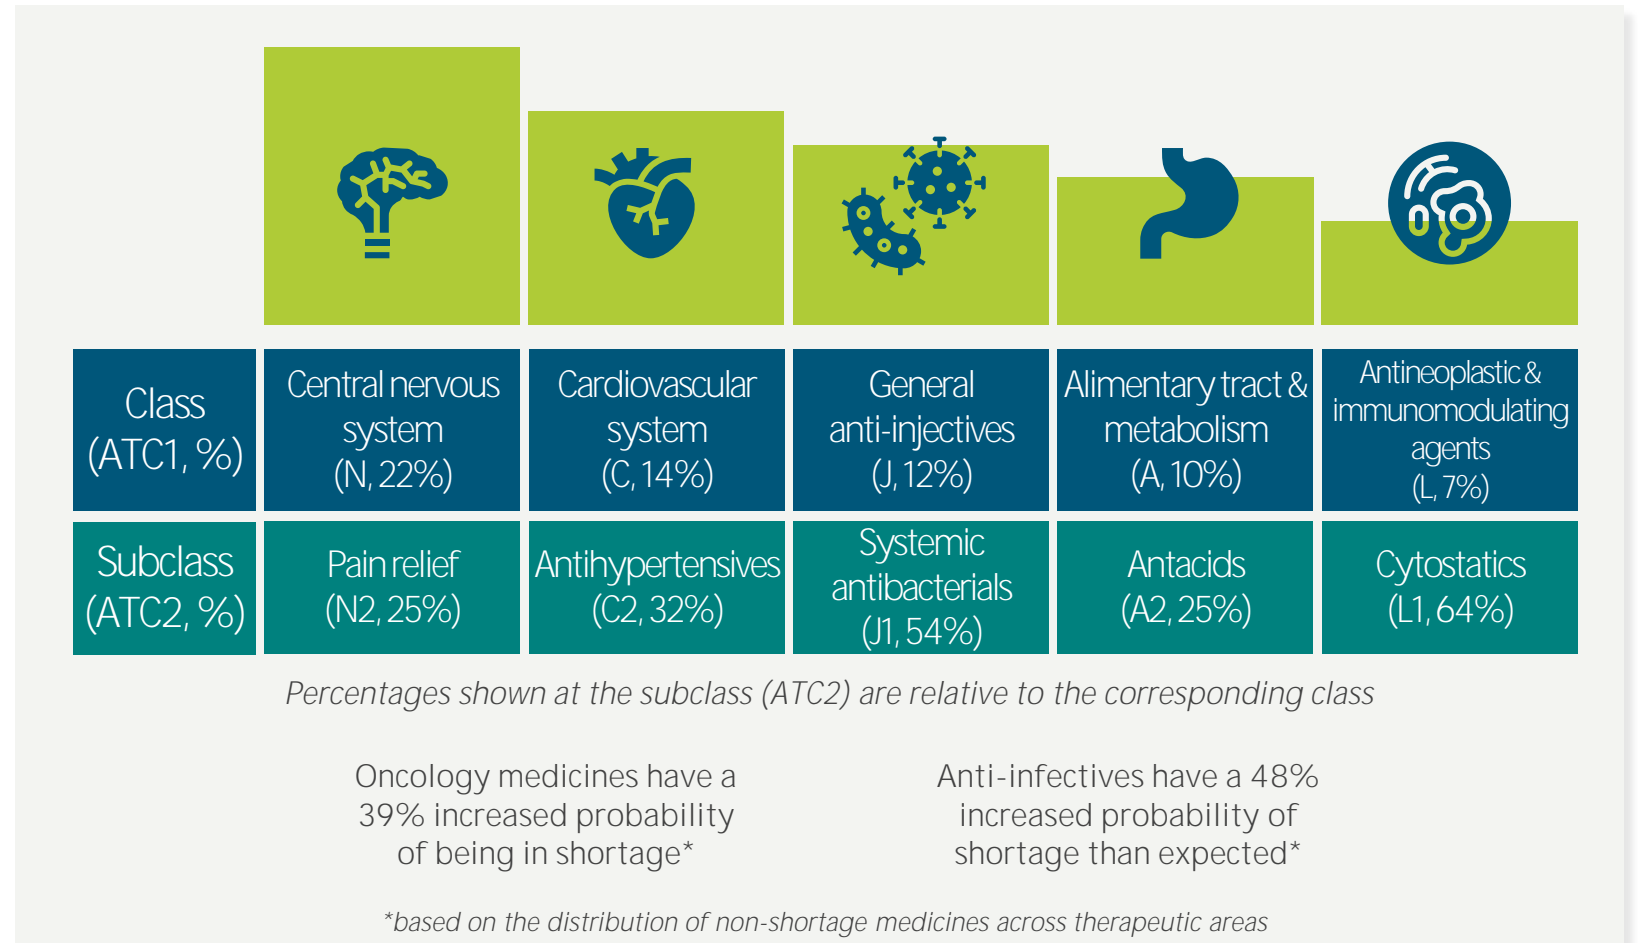 Class
(ATC1, %)
Central nervous
system
(N, 22%)
Cardiovascular
system
(C, 14%)
General
anti-injectives
(J, 12%)
Alimentary tract &
metabolism
(A, 10%)
Antineoplastic &
immunomodulating
agents
(L, 7%)
Subclass
(ATC2, %)
Pain relief
(N2, 25%)
Antihypertensives
(C2, 32%)
Systemic
antibacterials
(J1, 54%)
Antacids
(A2, 25%)
Cytostatics
(L1, 64%)
Percentages shown at the subclass (ATC2) are relative to the corresponding class
Oncology medicines have a
39% increased probability
of being in shortage*
Anti-infectives have a 48%
increased probability of
shortage than expected*
*based on the distribution of non-shortage medicines across therapeutic areas